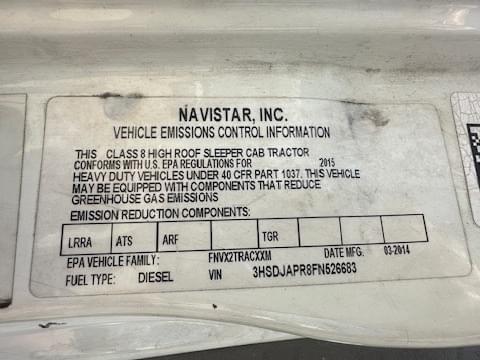 NAVISTAR, INC.
VEHICLE EMISSIONS CONTROL INFORMATION
THIS CLASS 8 HIGH ROOF SLEEPER CAB TRACTOR
CONFORMS WITH U.S. EPA REGULATIONS FOR 2015
HEAVY DUTY VEHICLES UNDER 40 CFR PART 1037. THIS VEHICLE
MAY BE EQUIPPED WITH COMPONENTS THAT REDUCE
GREENHOUSE GAS EMISSIONS
EMISSION REDUCTION COMPONENTS:
LRRA ATS ARF TGR
EPA VEHICLE FAMILY: FNVX2TRACXXM DATE MFG. 03-2014
FUEL TYPE: DIESEL VIN 3HSDJAPR8FN526683